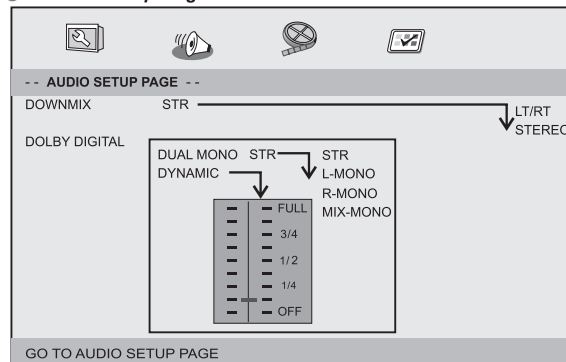 -- AUDIO SETUP PAGE --
DOWNMIX STR LT/RT
STEREO
DOLBY DIGITAL
DUAL MONO STR STR
DYNAMIC L-MONO
R-MONO
FULL MIX-MONO
3/4
1/2
1/4
OFF
GO TO AUDIO SETUP PAGE